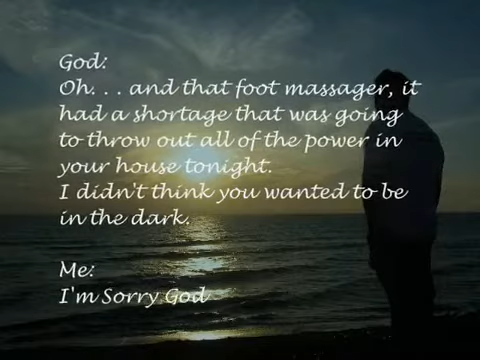 God:
Oh. . . and that foot massager, it
had a shortage that was going
to throw out all of the power in
your house tonight.
I didn't think you wanted to be
in the dark.
Me:
I'm Sorry God